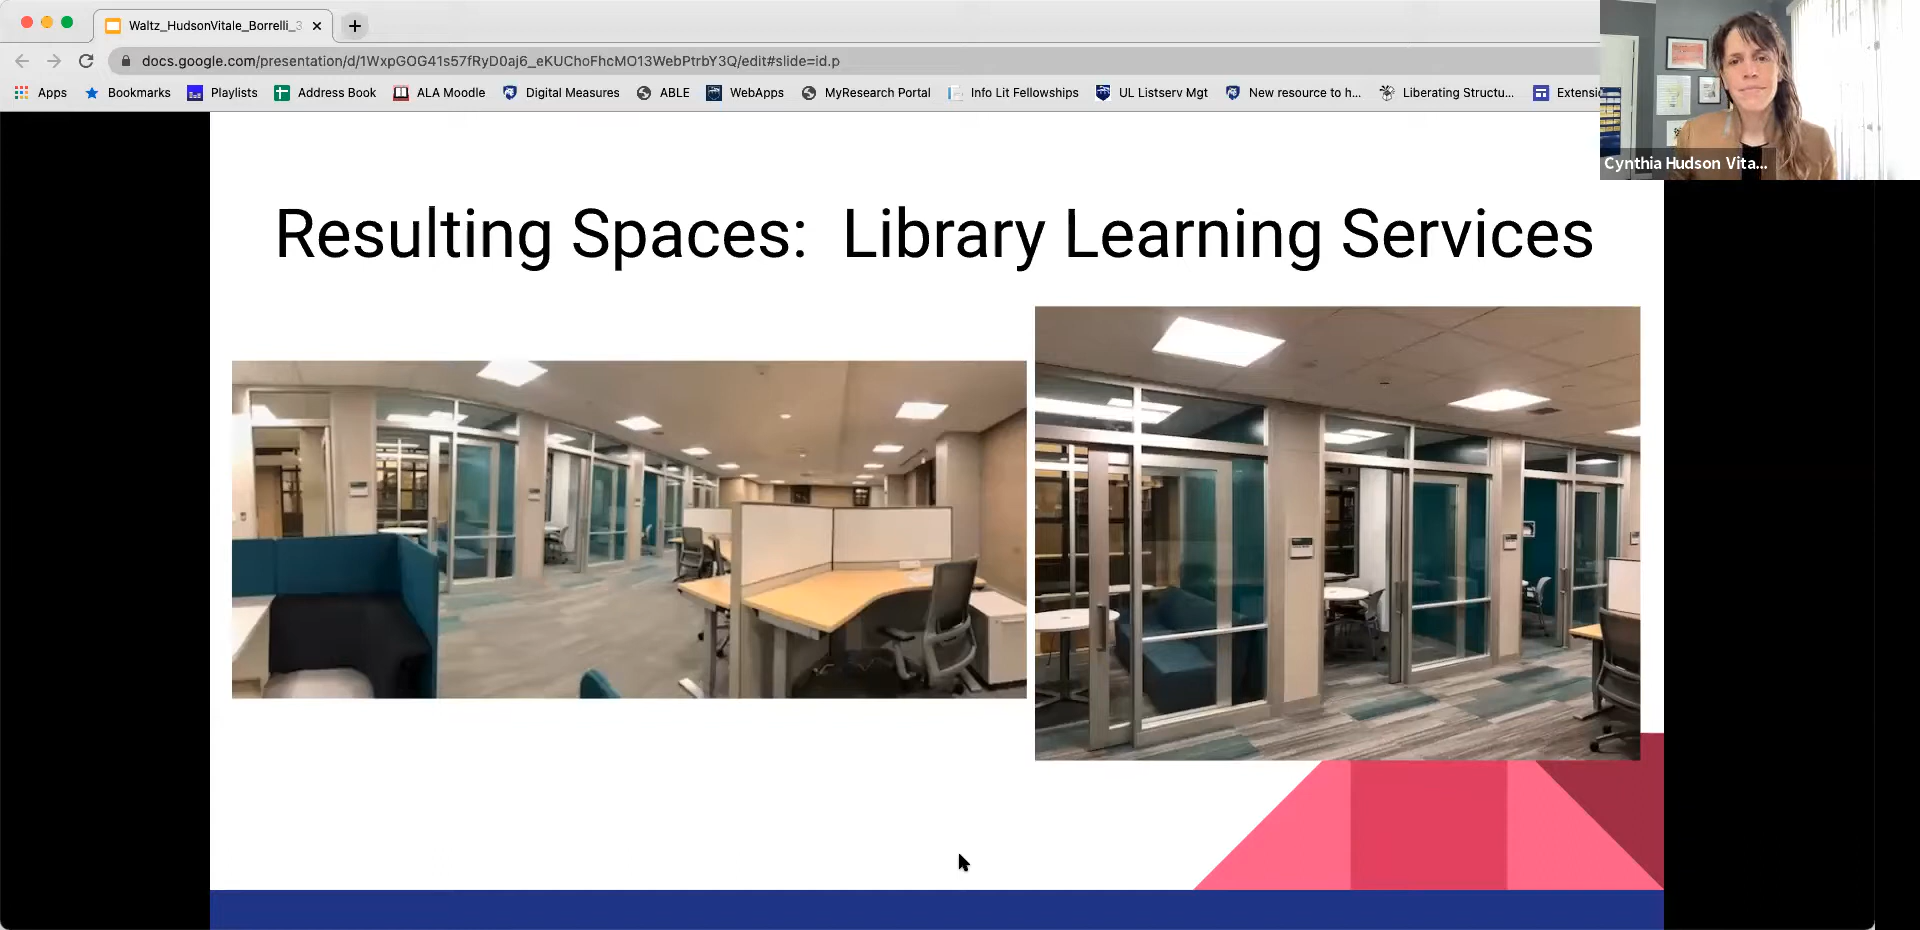 Waltz_HudsonVitale_Borrelli_3
docs.google.com/presentation/d/1WxpGOG41s57fRyD0aj6_eKUChoFhcMO13WebPtrbY3Q/edit#slide=id.p
Apps Bookmarks Playlists Address Book ALA Moodle Digital Measures ABLE WebApps MyResearch Portal Info Lit Fellowships UL Listserv Mgt New resource to h... Liberating Structu... Extensi
Cynthia Hudson Vita...
Resulting Spaces: Library Learning Services